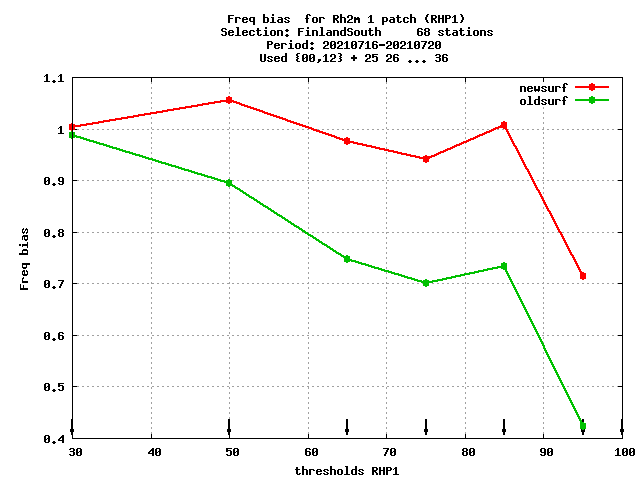 Freq bias  for Rh2m 1 patch (RHP1)
Selection: FinlandSouth     68 stations
Period: 20210716-20210720
Used {00,12} + 25 26 ... 36
newsurf
oldsurf
1.1
1
0.9
0.8
0.7
0.6
0.5
0.4
Freq bias
30 40 50 60 70 80 90 100
thresholds RHP1